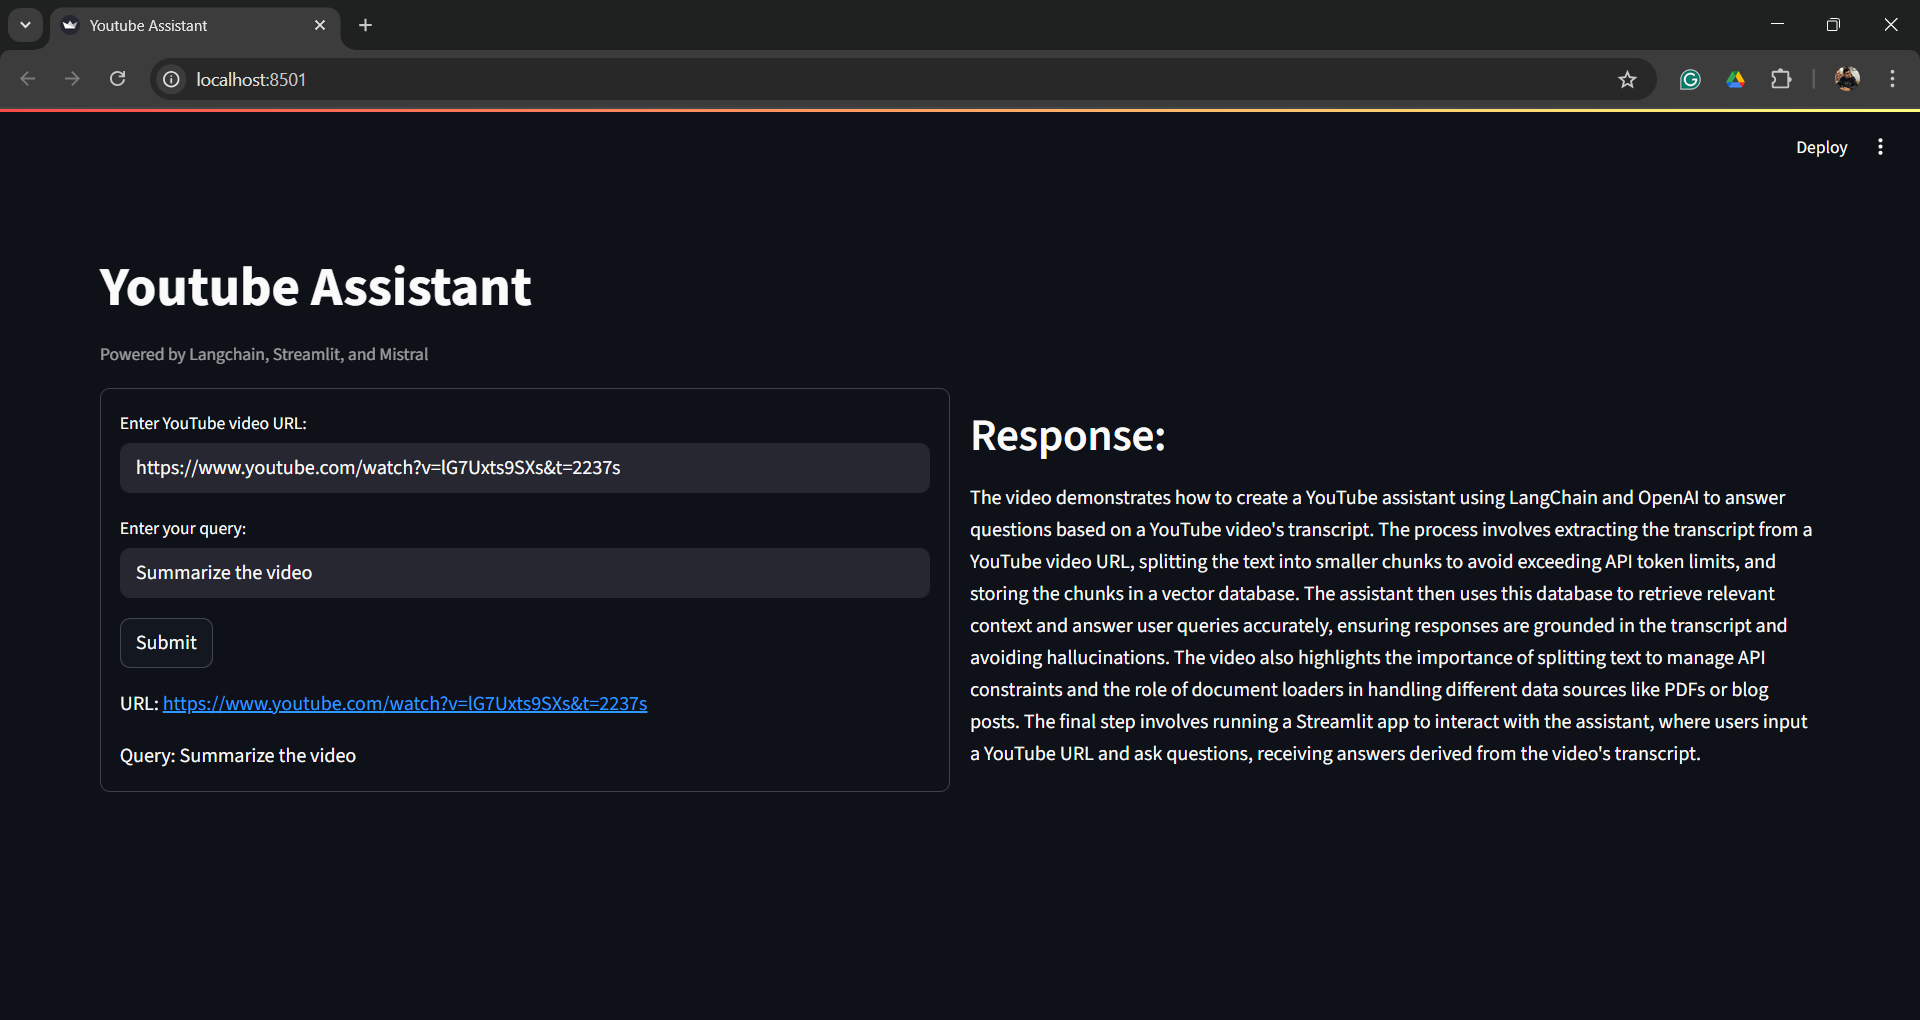 Youtube Assistant
localhost:8501
Deploy
Youtube Assistant
Powered by Langchain, Streamlit, and Mistral
Enter YouTube video URL:
https://www.youtube.com/watch?v=lG7Uxts9SXs&t=2237s
Enter your query:
Summarize the video
Submit
URL: https://www.youtube.com/watch?v=lG7Uxts9SXs&t=2237s
Query: Summarize the video
Response:
The video demonstrates how to create a YouTube assistant using LangChain and OpenAI to answer
questions based on a YouTube video's transcript. The process involves extracting the transcript from a
YouTube video URL, splitting the text into smaller chunks to avoid exceeding API token limits, and
storing the chunks in a vector database. The assistant then uses this database to retrieve relevant
context and answer user queries accurately, ensuring responses are grounded in the transcript and
avoiding hallucinations. The video also highlights the importance of splitting text to manage API
constraints and the role of document loaders in handling different data sources like PDFs or blog
posts. The final step involves running a Streamlit app to interact with the assistant, where users input
a YouTube URL and ask questions, receiving answers derived from the video's transcript.